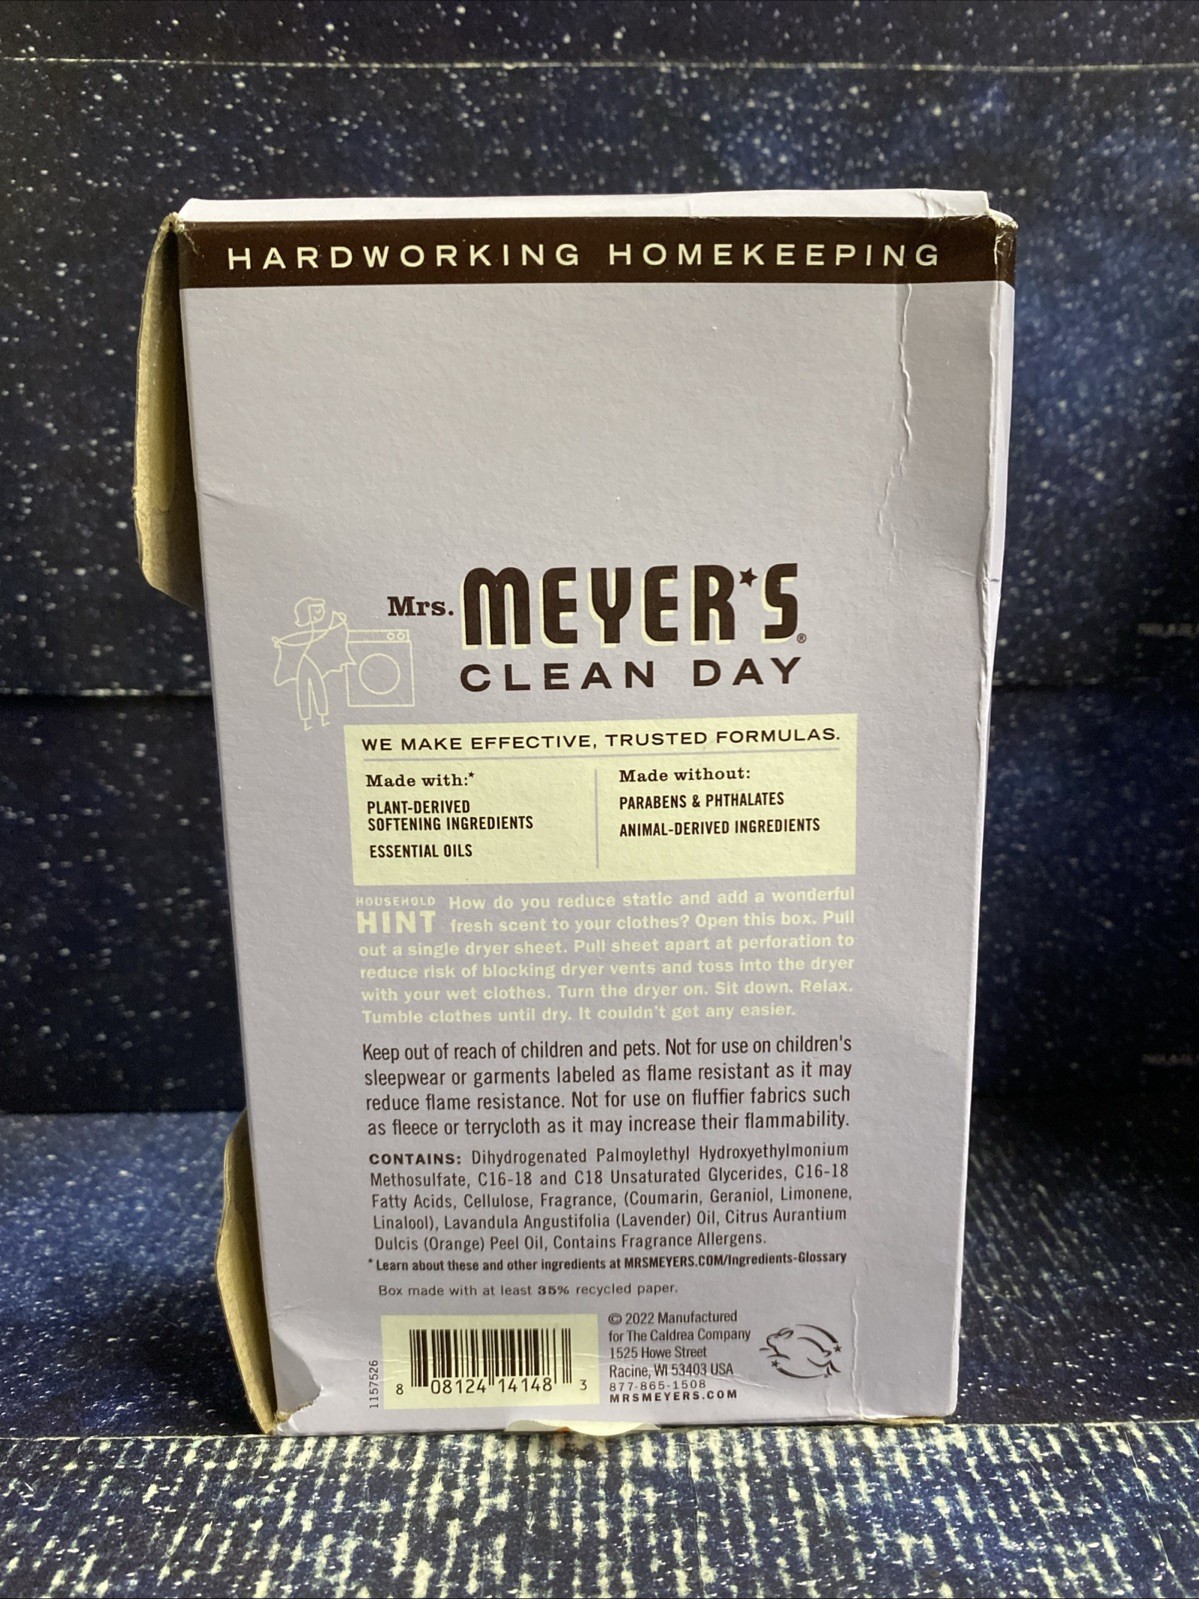 HARDWORKING HOMEKEEPING
Mrs. MEYER'S®
CLEAN DAY
WE MAKE EFFECTIVE, TRUSTED FORMULAS.
Made with:*
PLANT-DERIVED
SOFTENING INGREDIENTS
ESSENTIAL OILS
Made without:
PARABENS & PHTHALATES
ANIMAL-DERIVED INGREDIENTS
HOUSEHOLD
HINT
How do you reduce static and add a wonderful
fresh scent to your clothes? Open this box. Pull
out a single dryer sheet. Pull sheet apart at perforation to
reduce risk of blocking dryer vents and toss into the dryer
with your wet clothes. Turn the dryer on. Sit down. Relax.
Tumble clothes until dry. It couldn't get any easier.
Keep out of reach of children and pets. Not for use on children's
sleepwear or garments labeled as flame resistant as it may
reduce flame resistance. Not for use on fluffier fabrics such
as fleece or terrycloth as it may increase their flammability.
CONTAINS: Dihydrogenated Palmoylethyl Hydroxyethylmonium
Methosulfate, C16-18 and C18 Unsaturated Glycerides, C16-18
Fatty Acids, Cellulose, Fragrance, (Coumarin, Geraniol, Limonene,
Linalool), Lavandula Angustifolia (Lavender) Oil, Citrus Aurantium
Dulcis (Orange) Peel Oil, Contains Fragrance Allergens.
* Learn about these and other ingredients at MRSMEYERS.COM/Ingredients-Glossary
Box made with at least 35% recycled paper.
1157526
8 08124 14148 3
© 2022 Manufactured
for The Caldrea Company
1525 Howe Street
Racine, WI 53403 USA
877-865-1508
MRSMEYERS.COM